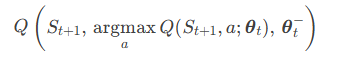 Q(S_{t+1}, argmax_a Q(S_{t+1}, a; θ_t), θ_t^-)